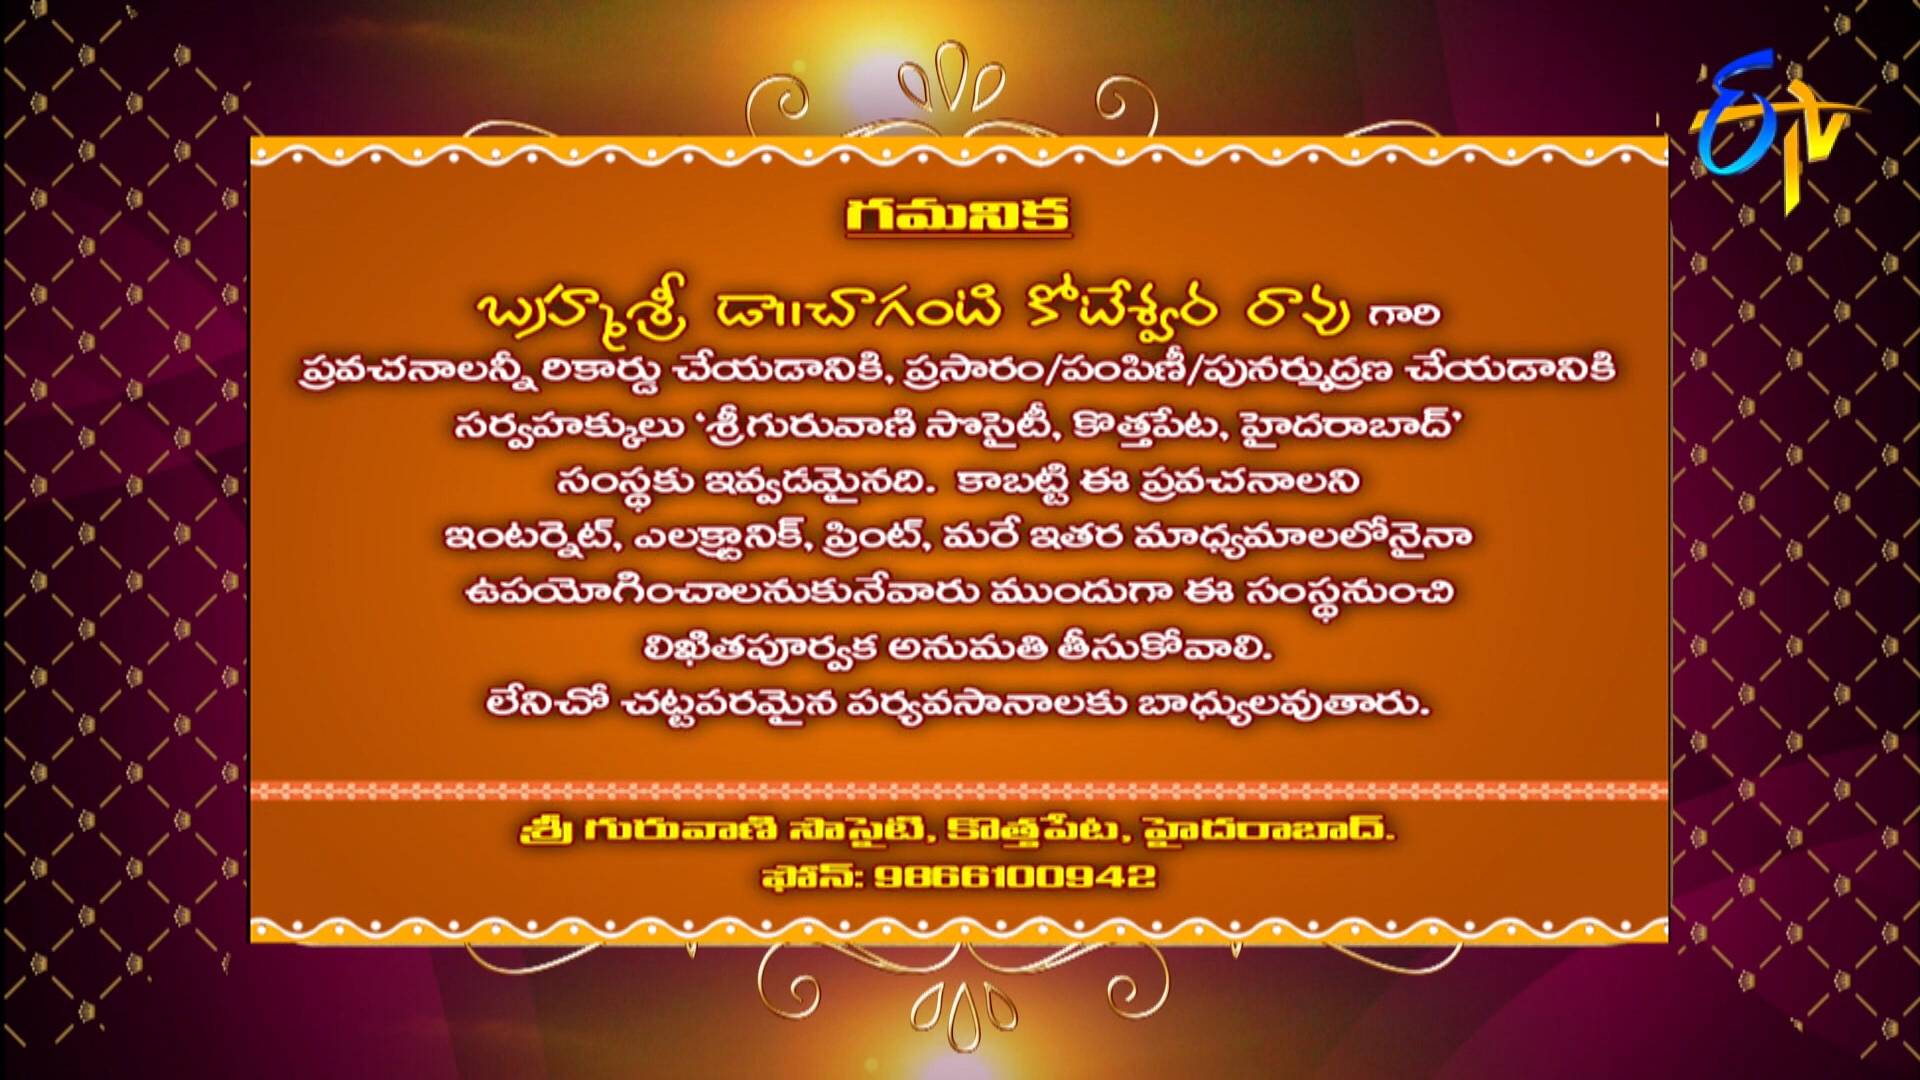 ఈTV
గమనిక
బ్రహ్మశ్రీ డా||చాగంటి కోటేశ్వర రావు గారి
ప్రవచనాలన్నీ రికార్డు చేయడానికి, ప్రసారం/పంపిణీ/పునర్ముద్రణ చేయడానికి
సర్వహక్కులు ‘శ్రీగురువాణి సొసైటీ, కొత్తపేట, హైదరాబాద్’
సంస్థకు ఇవ్వడమైనది. కాబట్టి ఈ ప్రవచనాలని
ఇంటర్నెట్, ఎలక్ట్రానిక్, ప్రింట్, మరే ఇతర మాధ్యమాలలోనైనా
ఉపయోగించాలనుకునేవారు ముందుగా ఈ సంస్థనుంచి
లిఖితపూర్వక అనుమతి తీసుకోవాలి.
లేనిచో చట్టపరమైన పర్యవసానాలకు బాధ్యులవుతారు.
శ్రీ గురువాణి సొసైటి, కొత్తపేట, హైదరాబాద్.
ఫోన్: 9866100942